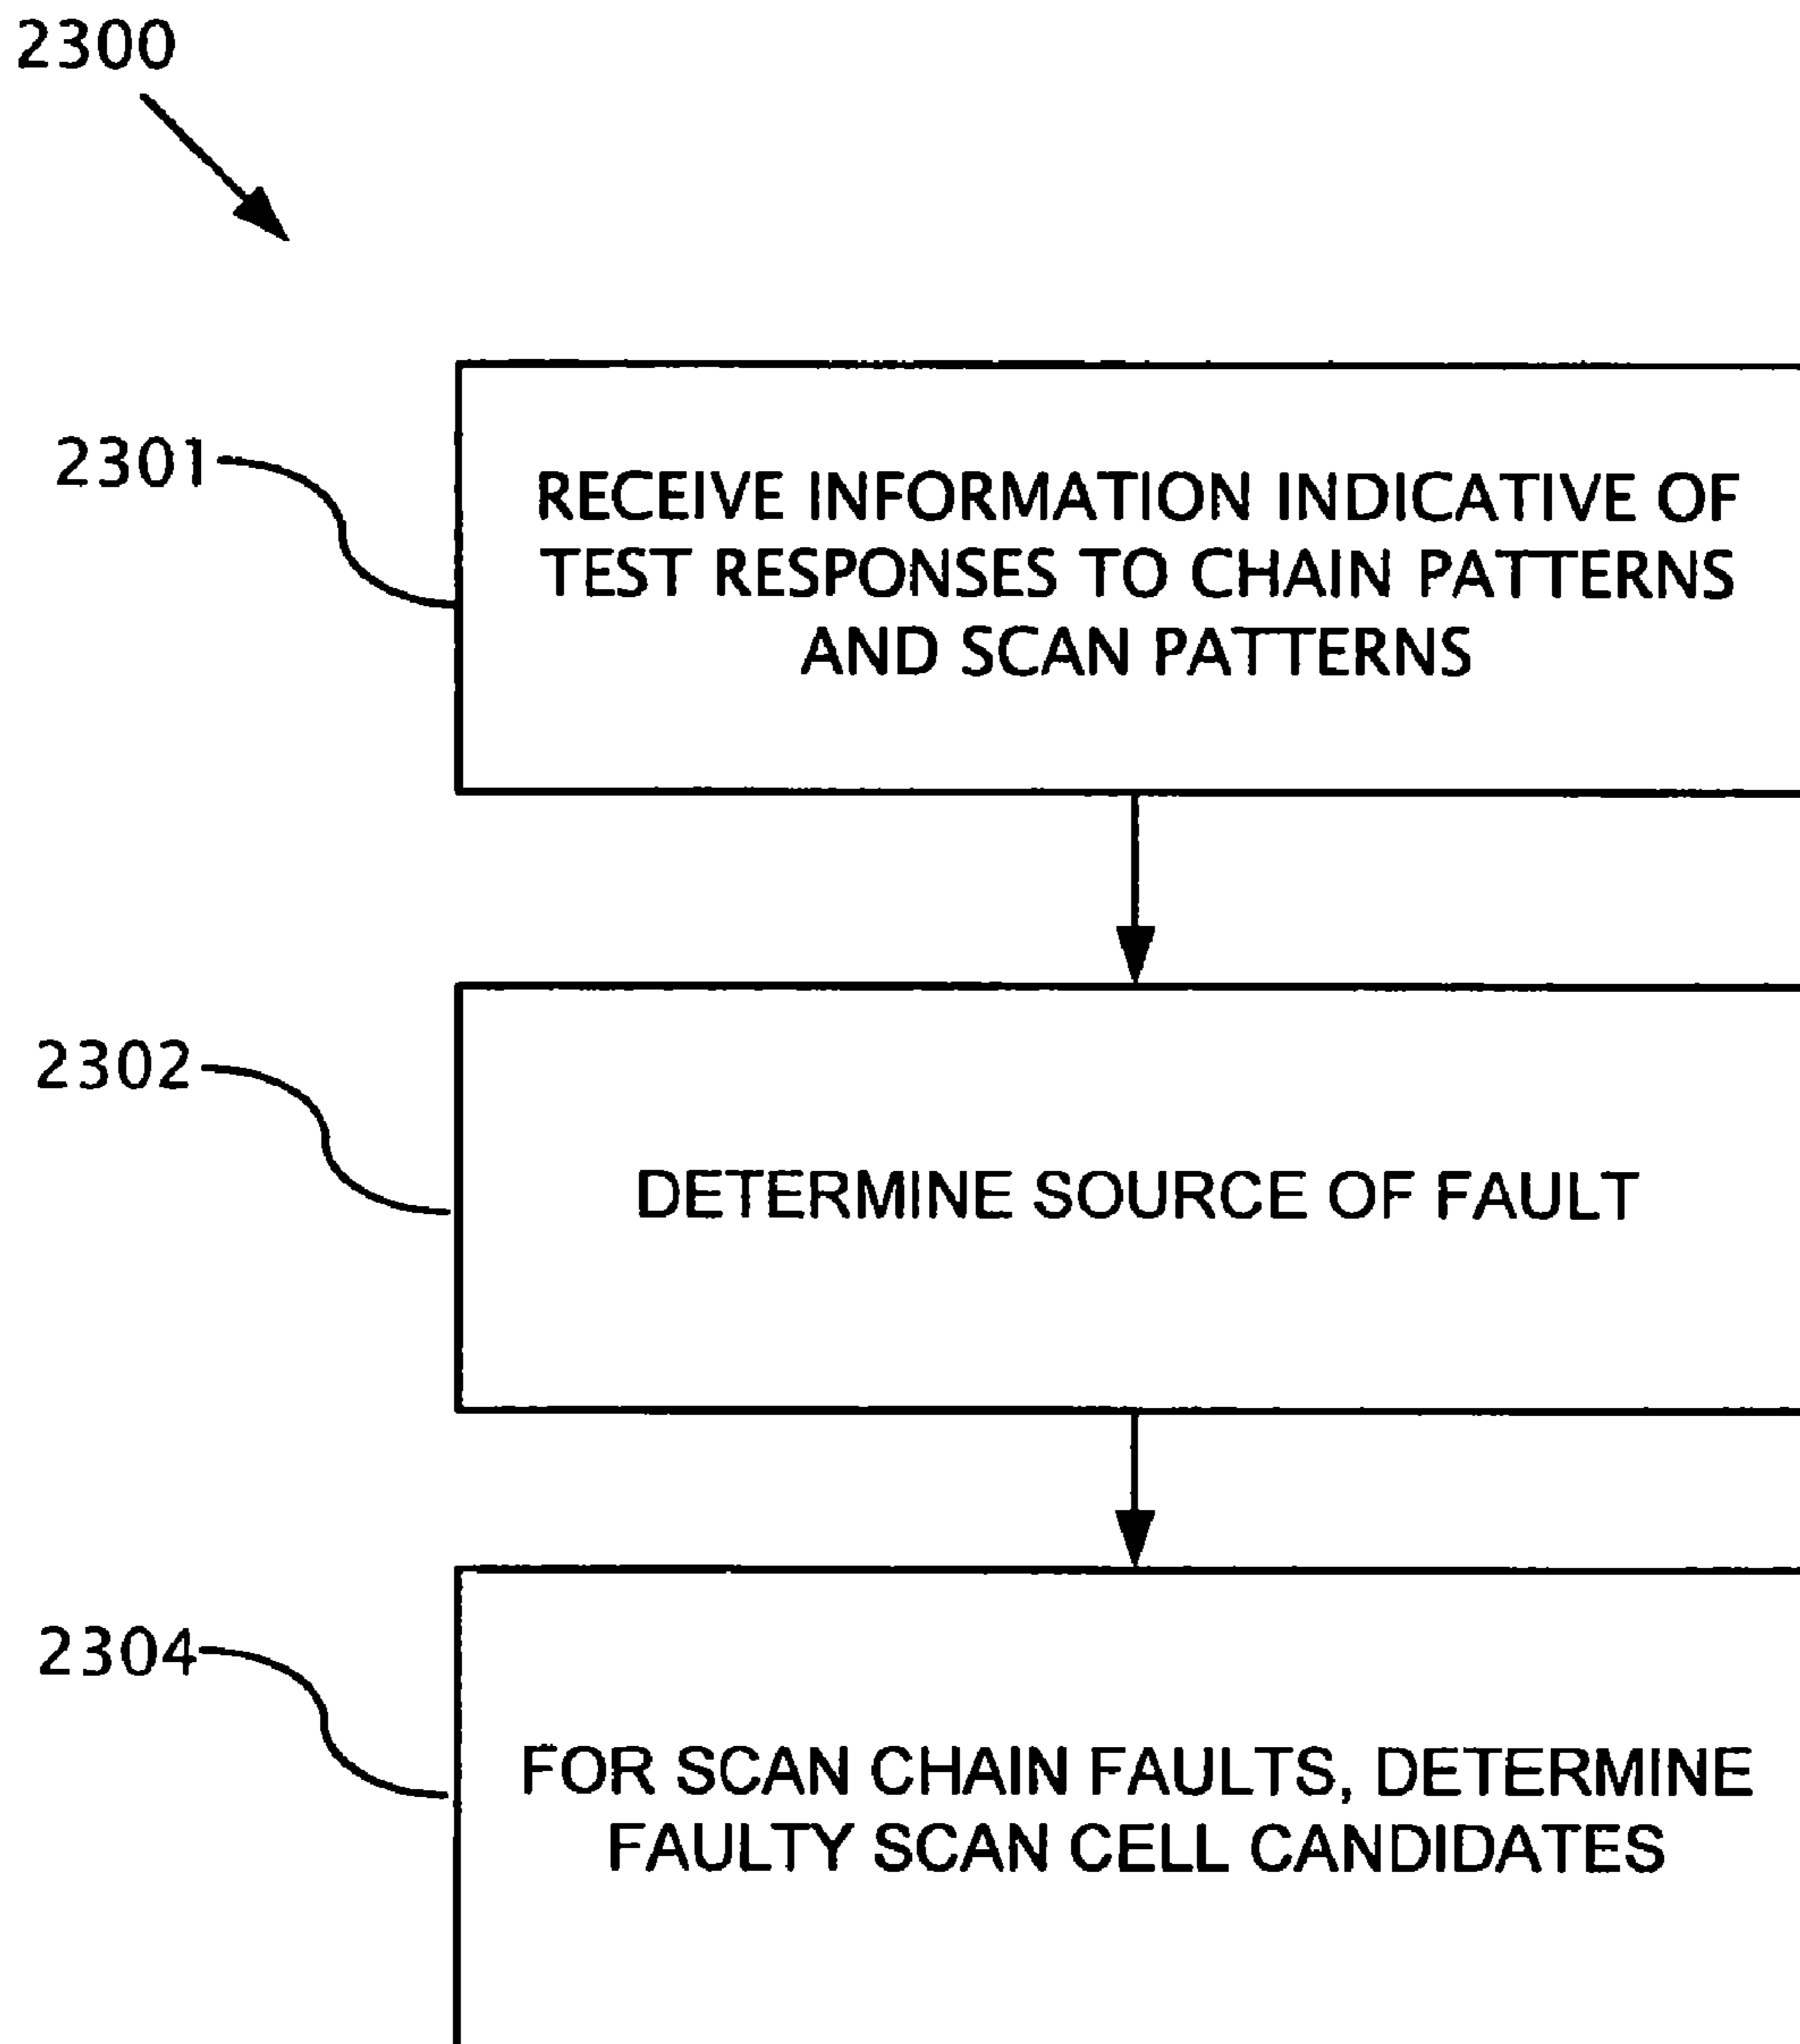 2300
2301
RECEIVE INFORMATION INDICATIVE OF
TEST RESPONSES TO CHAIN PATTERNS
AND SCAN PATTERNS
2302
DETERMINE SOURCE OF FAULT
2304
FOR SCAN CHAIN FAULTS, DETERMINE
FAULTY SCAN CELL CANDIDATES